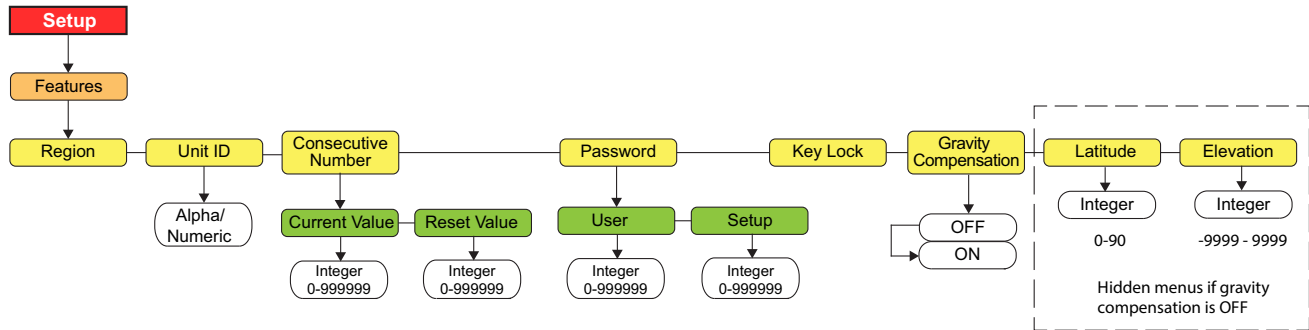 Setup
Features
Region
Unit ID
Consecutive
Number
Password
Key Lock
Gravity
Compensation
Latitude
Elevation
Alpha/
Numeric
Current Value
Reset Value
User
Setup
OFF
ON
Integer
Integer
0-90
-9999 - 9999
Integer
0-999999
Integer
0-999999
Integer
0-999999
Integer
0-999999
Hidden menus if gravity
compensation is OFF